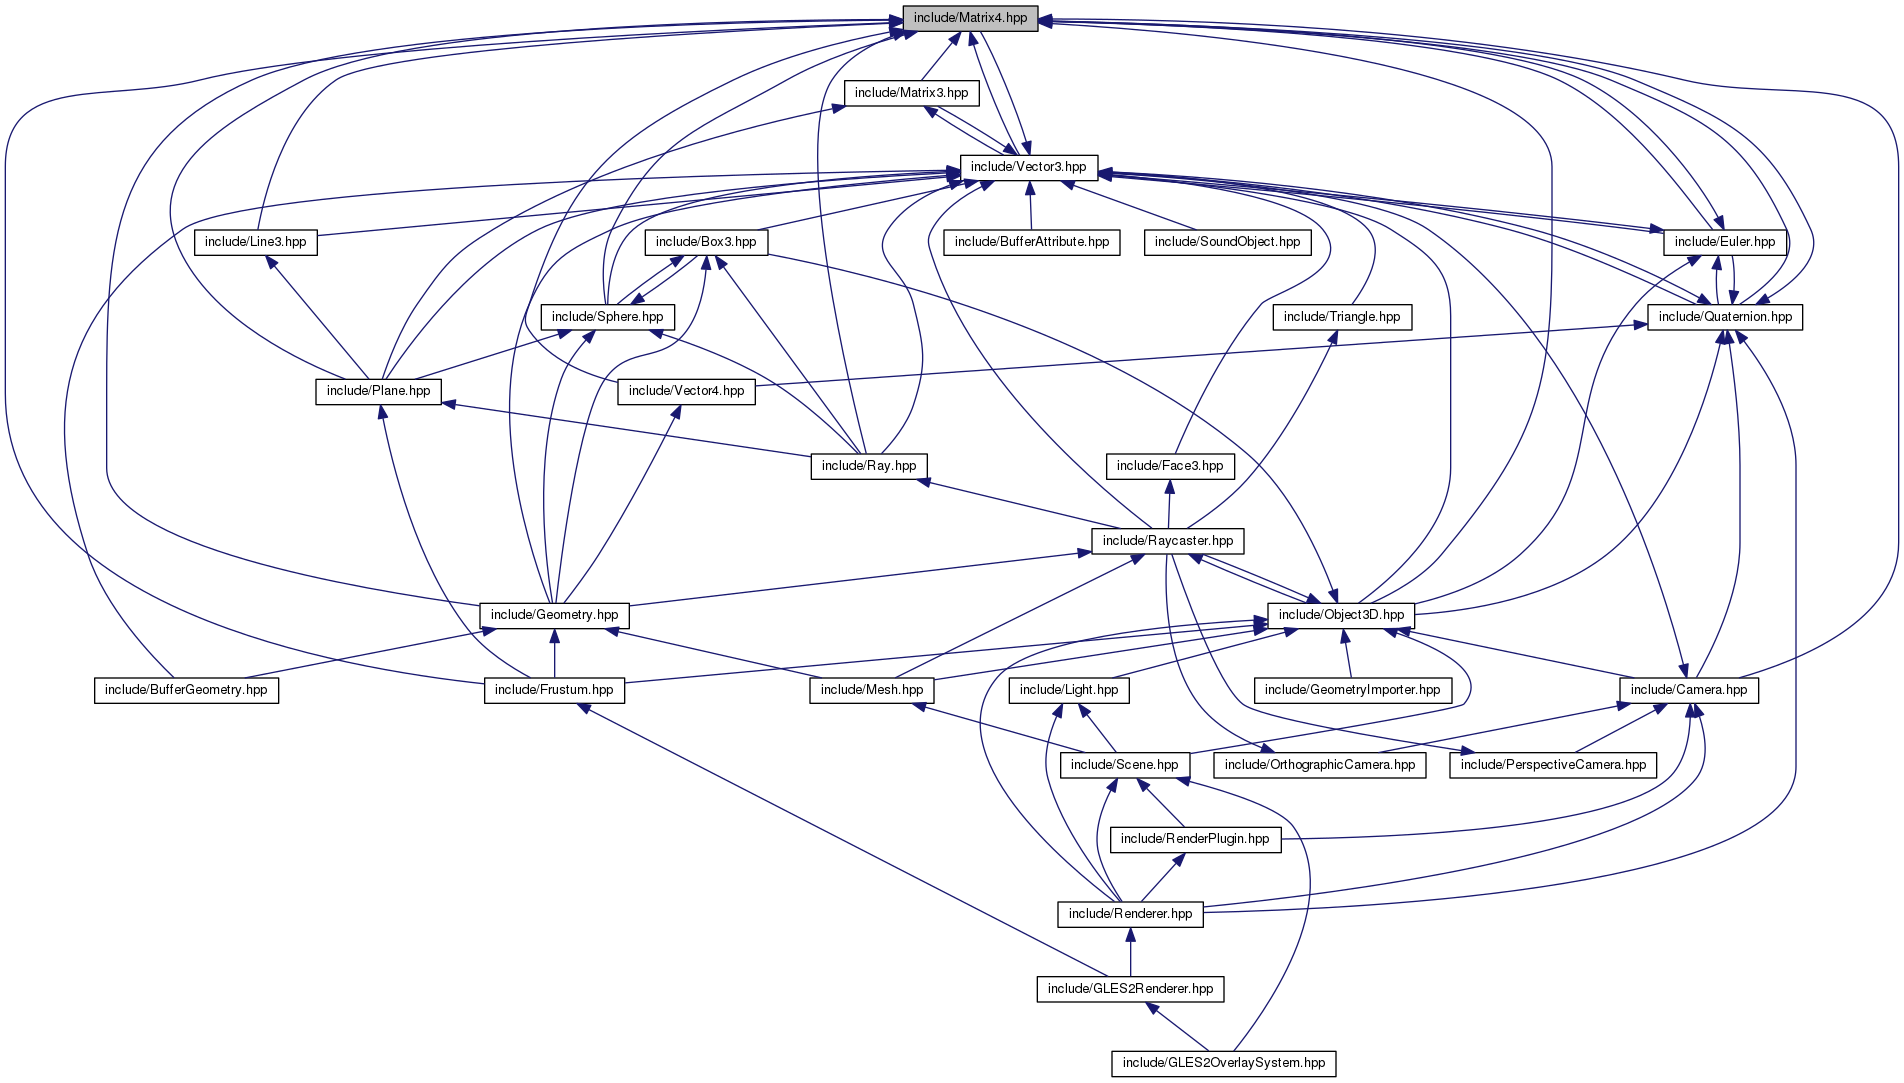 include/Matrix4.hpp
include/Matrix3.hpp
include/Vector3.hpp
include/Line3.hpp
include/Box3.hpp
include/BufferAttribute.hpp
include/SoundObject.hpp
include/Euler.hpp
include/Sphere.hpp
include/Triangle.hpp
include/Quaternion.hpp
include/Plane.hpp
include/Vector4.hpp
include/Ray.hpp
include/Face3.hpp
include/Raycaster.hpp
include/Geometry.hpp
include/Object3D.hpp
include/BufferGeometry.hpp
include/Frustum.hpp
include/Mesh.hpp
include/Light.hpp
include/GeometryImporter.hpp
include/Camera.hpp
include/Scene.hpp
include/OrthographicCamera.hpp
include/PerspectiveCamera.hpp
include/RenderPlugin.hpp
include/Renderer.hpp
include/GLES2Renderer.hpp
include/GLES2OverlaySystem.hpp